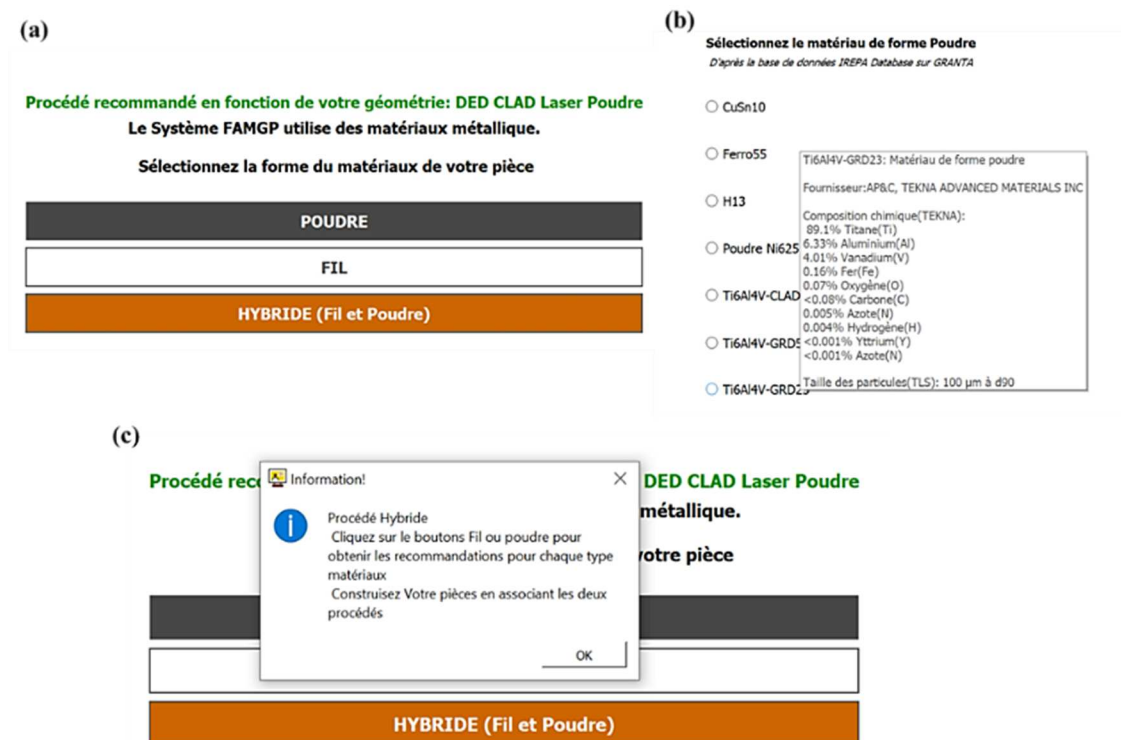 (a)
Procédé recommandé en fonction de votre géométrie: DED CLAD Laser Poudre
Le Système FAMGP utilise des matériaux métallique.
Sélectionnez la forme du matériaux de votre pièce
POUDRE
FIL
HYBRIDE (Fil et Poudre)
(b)
Sélectionnez le matériau de forme Poudre
D'après la base de données IREPA Database sur GRANTA
CuSn10
Ferro55
H13
Poudre Ni625
Ti6Al4V-CLAD
Ti6Al4V-GRD5
Ti6Al4V-GRD23
Ti6Al4V-GRD23: Matériau de forme poudre
Fournisseur:AP&C, TEKNA ADVANCED MATERIALS INC
Composition chimique(TEKNA):
89.1% Titane(Ti)
6.33% Aluminium(Al)
4.01% Vanadium(V)
0.16% Fer(Fe)
0.07% Oxygène(O)
<0.08% Carbone(C)
0.005% Azote(N)
0.004% Hydrogène(H)
<0.001% Yttrium(Y)
<0.001% Azote(N)
Taille des particules(TLS): 100 µm à d90
(c)
Procédé DED CLAD Laser Poudre
métallique.
votre pièce
Information!
Procédé Hybride
Cliquez sur le boutons Fil ou poudre pour
obtenir les recommandations pour chaque type
matériaux
Construisez Votre pièces en associant les deux
procédés
OK
HYBRIDE (Fil et Poudre)